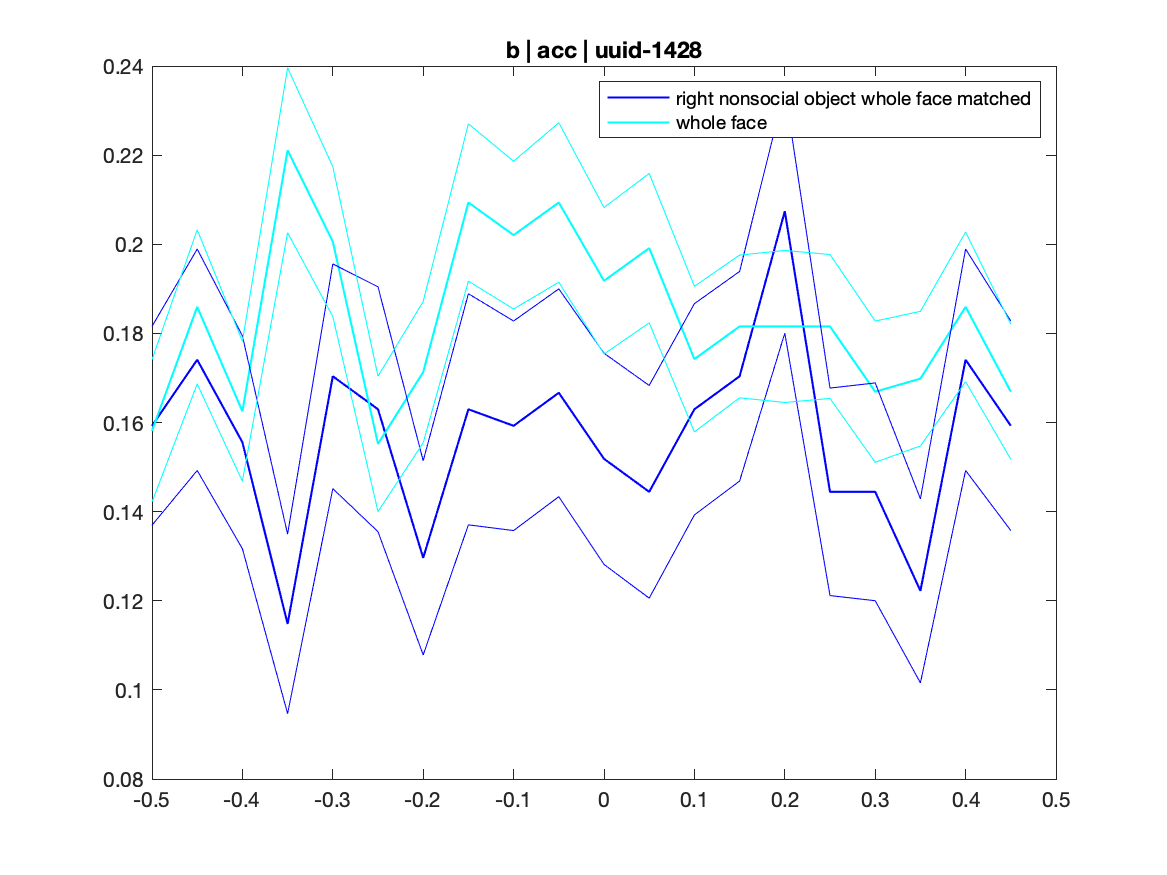 b | acc | uuid-1428
right nonsocial object whole face matched
whole face
0.24
0.22
0.2
0.18
0.16
0.14
0.12
0.1
0.08
-0.5 -0.4 -0.3 -0.2 -0.1 0 0.1 0.2 0.3 0.4 0.5